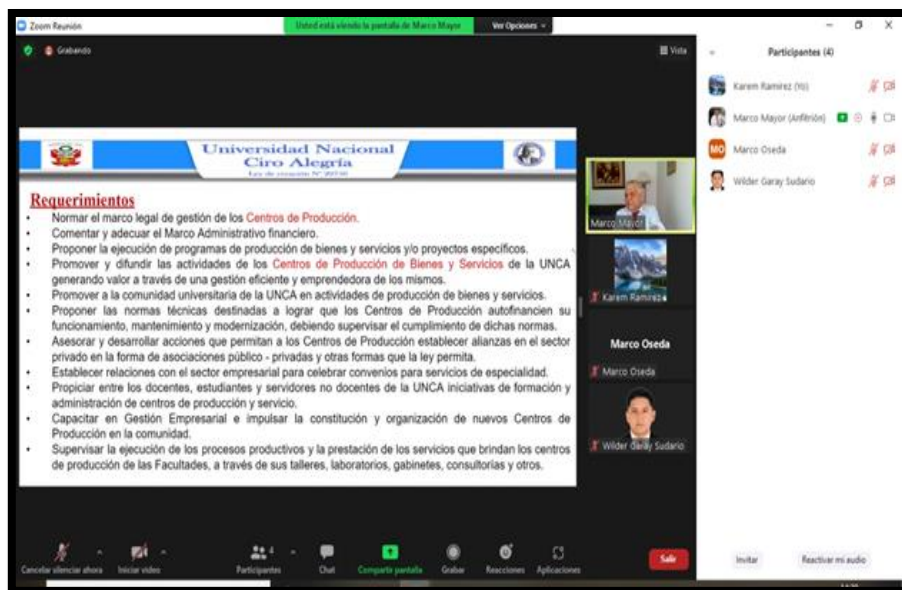 Zoom Reunión
Usted está viendo la pantalla de Marco Mayor
Ver Opciones
Grabando
Vista
Participantes (4)
Karem Ramirez (Yo)
Marco Mayor (Anfitrión)
MO
Marco Oseda
Wilder Garay Sudario
Universidad Nacional
Ciro Alegría
Requerimientos
• Normar el marco legal de gestión de los Centros de Producción.
• Comentar y adecuar el Marco Administrativo financiero.
• Proponer la ejecución de programas de producción de bienes y servicios y/o proyectos específicos.
• Promover y difundir las actividades de los Centros de Producción de Bienes y Servicios de la UNCA
generando valor a través de una gestión eficiente y emprendedora de los mismos.
• Promover a la comunidad universitaria de la UNCA en actividades de producción de bienes y servicios.
• Proponer las normas técnicas destinadas a lograr que los Centros de Producción autofinancien su
funcionamiento, mantenimiento y modernización, debiendo supervisar el cumplimiento de dichas normas.
• Asesorar y desarrollar acciones que permitan a los Centros de Producción establecer alianzas en el sector
privado en la forma de asociaciones público - privadas y otras formas que la ley permita.
• Establecer relaciones con el sector empresarial para celebrar convenios para servicios de especialidad.
• Propiciar entre los docentes, estudiantes y servidores no docentes de la UNCA iniciativas de formación y
administración de centros de producción y servicio.
• Capacitar en Gestión Empresarial e impulsar la constitución y organización de nuevos Centros de
Producción en la comunidad.
• Supervisar la ejecución de los procesos productivos y la prestación de los servicios que brindan los centros
de producción de las Facultades, a través de sus talleres, laboratorios, gabinetes, consultorías y otros.
Marco Mayor
Karem Ramirez
Marco Oseda
Marco Oseda
Wilder Garay Sudario
Cancelar silenciar ahora
Iniciar video
4
Participantes
Chat
Compartir pantalla
Grabar
Reacciones
Aplicaciones
Salir
Invitar
Reactivar mi audio